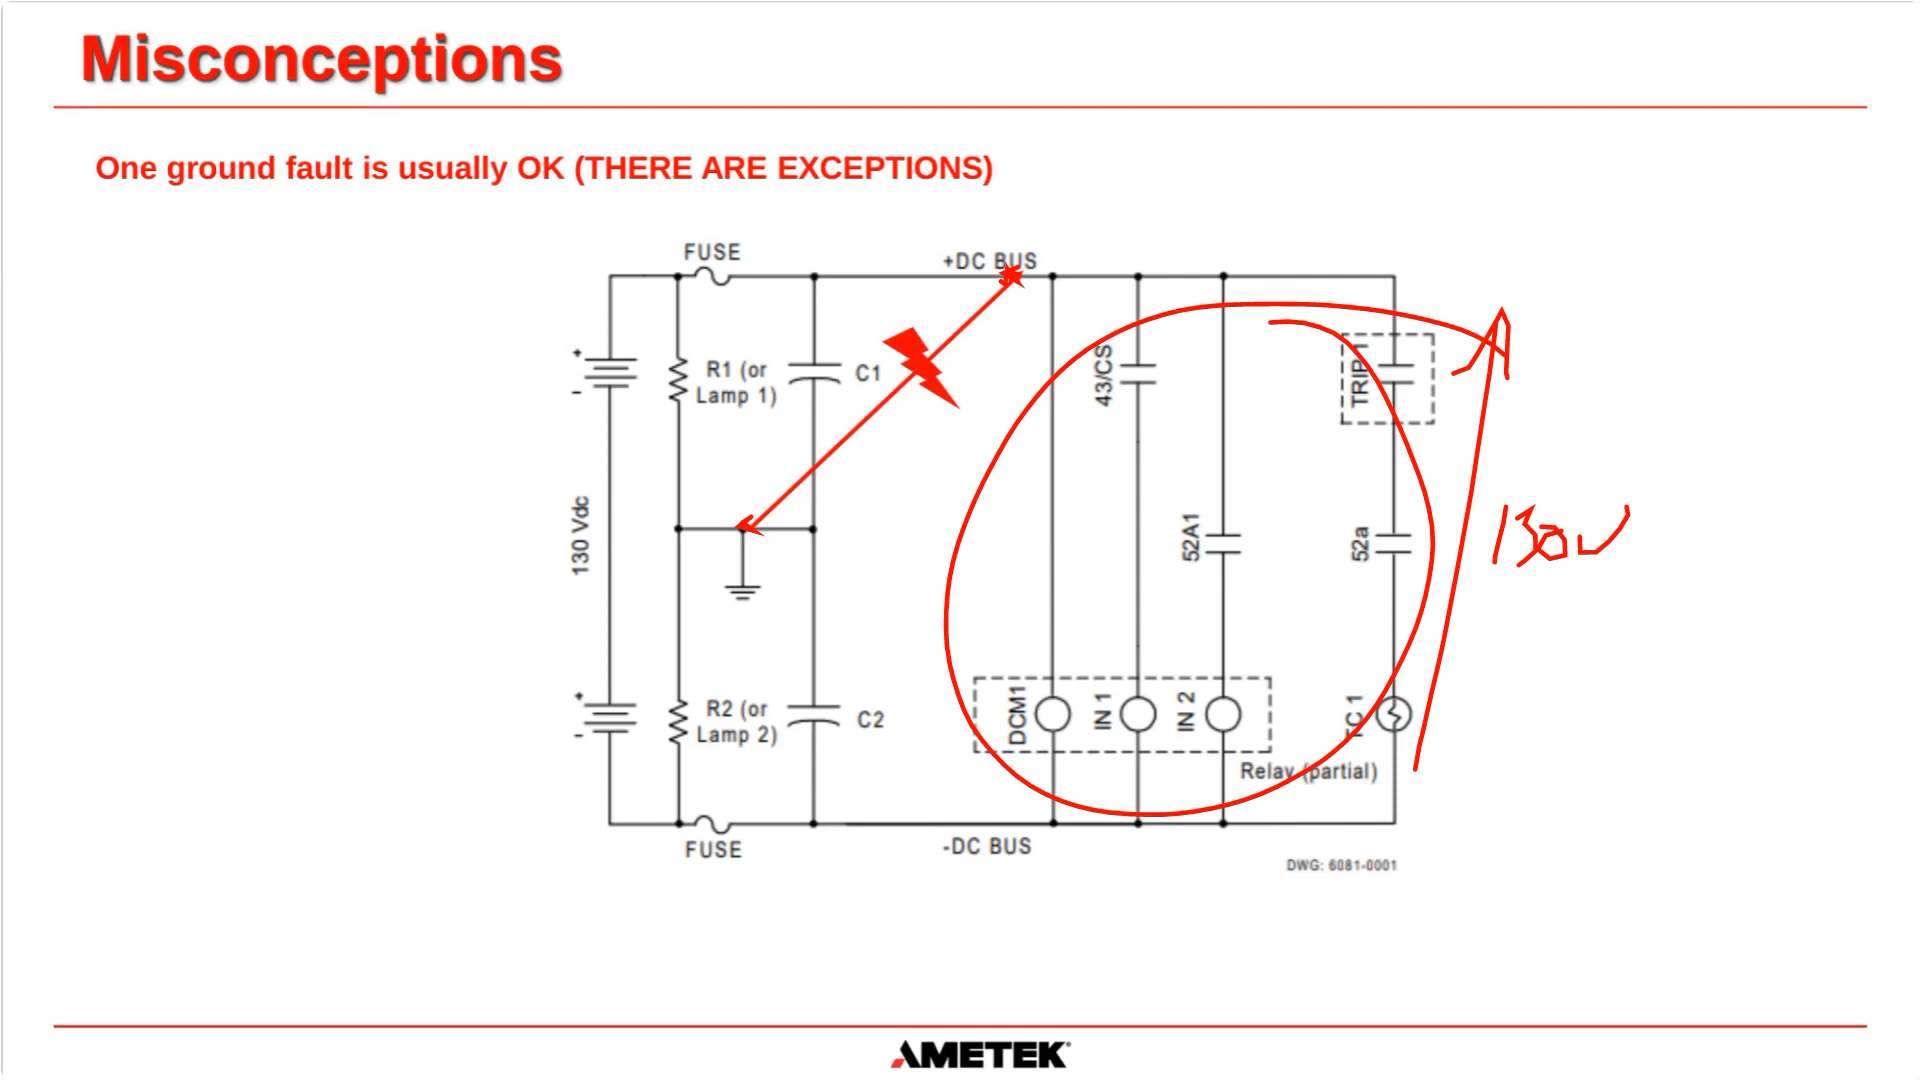 Misconceptions
One ground fault is usually OK (THERE ARE EXCEPTIONS)
FUSE
+DC BUS
+
-
R1 (or
Lamp 1)
C1
43/CS
TRIP 1
130 Vdc
52A1
52a
130V
+
-
R2 (or
Lamp 2)
C2
DCM1
IN 1
IN 2
TC 1
Relay (partial)
FUSE
-DC BUS
DWG: 6081-0001
AMETEK